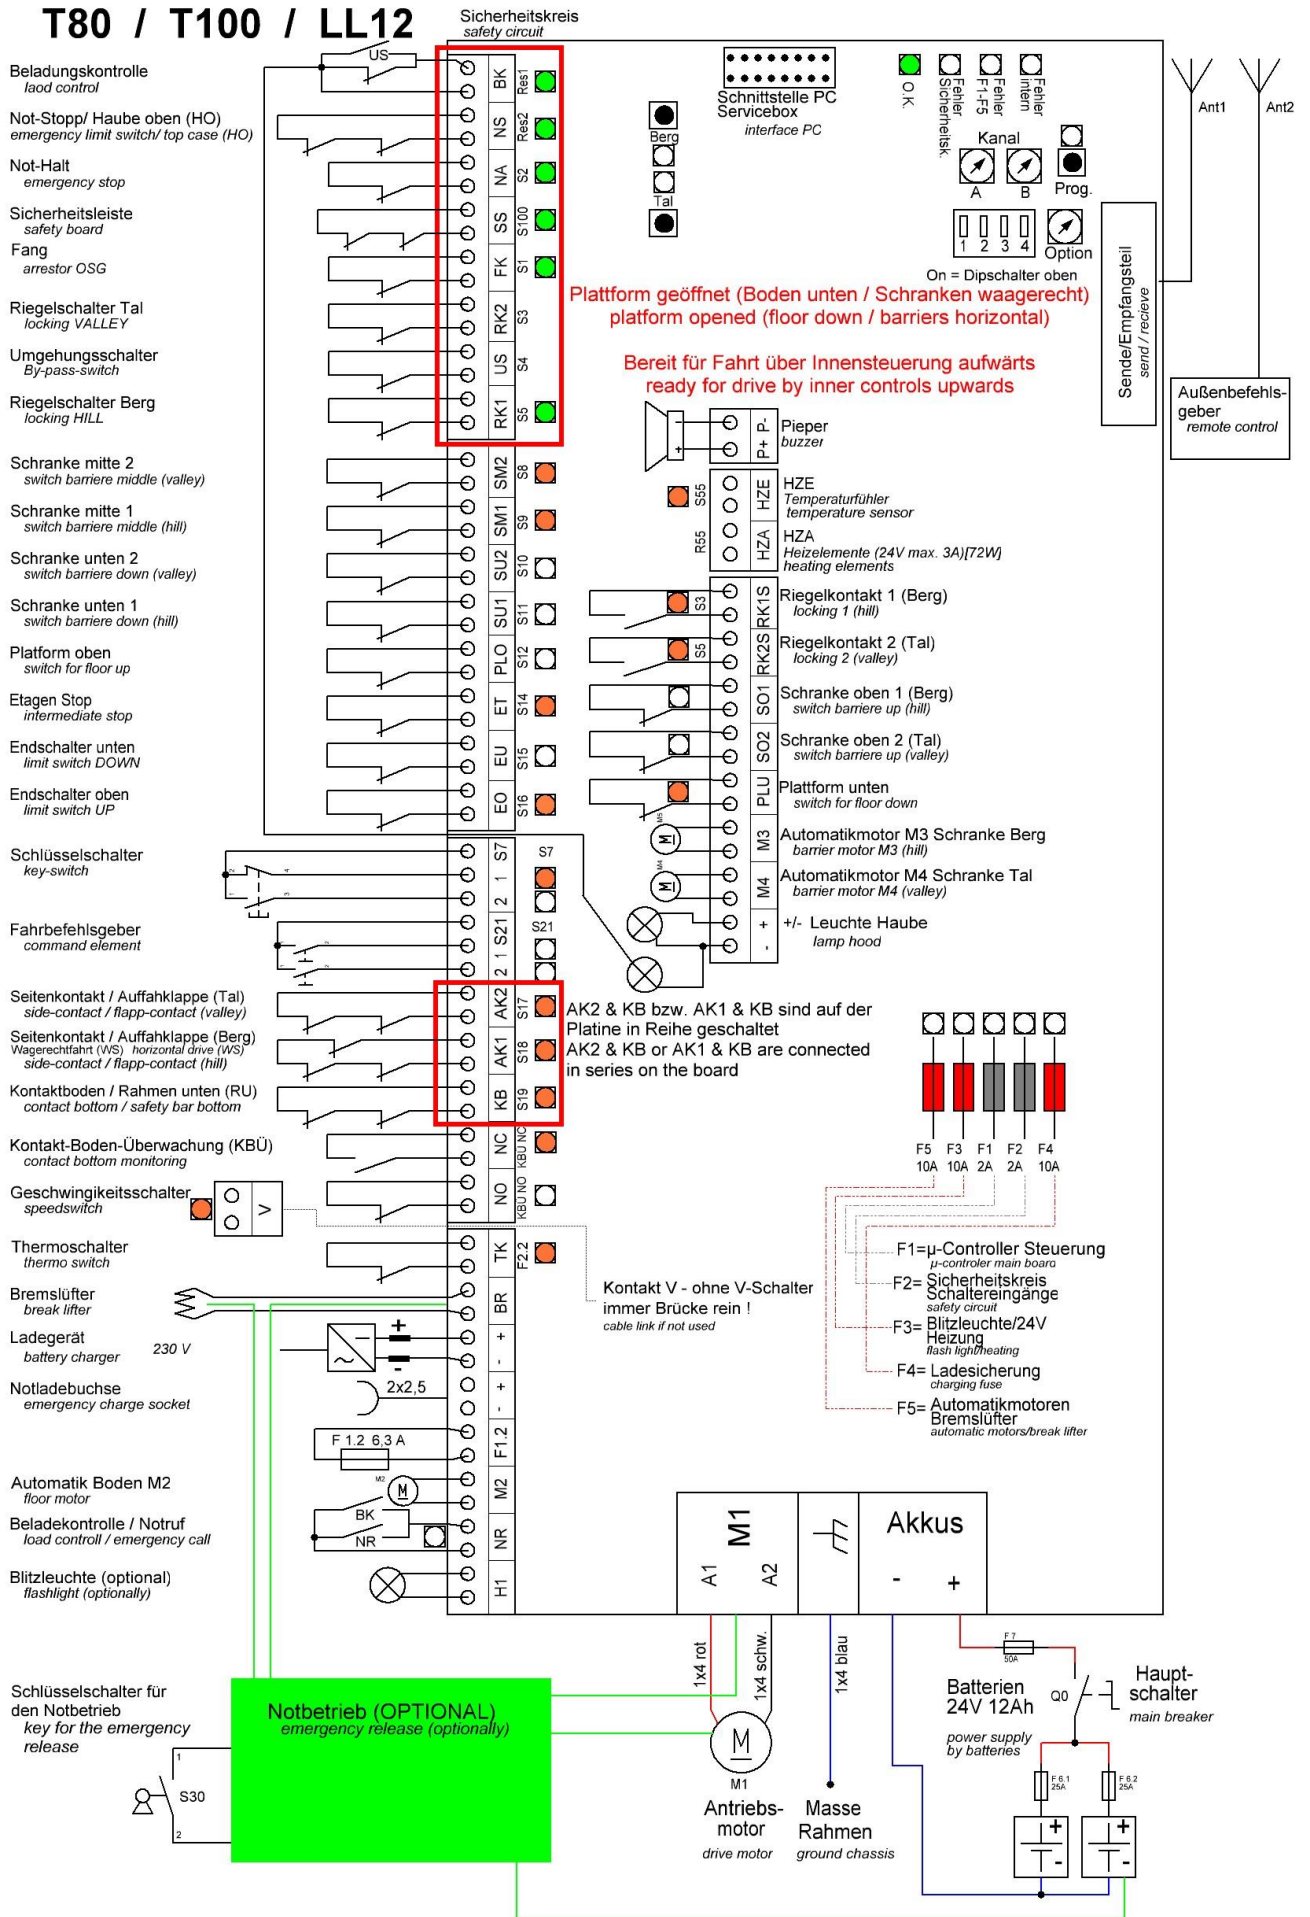 T80 / T100 / LL12
Sicherheitskreis
safety circuit
US
Beladungskontrolle
laod control
BK
Res1
Not-Stopp/ Haube oben (HO)
emergency limit switch/ top case (HO)
NS
Res2
Not-Halt
emergency stop
NA
S2
Sicherheitsleiste
safety board
SS
S100
Fang
arrestor OSG
FK
S1
Riegelschalter Tal
locking VALLEY
RK2
S3
Umgehungsschalter
By-pass-switch
US
S4
Riegelschalter Berg
locking HILL
RK1
S5
Schranke mitte 2
switch barriere middle (valley)
SM2
S8
Schranke mitte 1
switch barriere middle (hill)
SM1
S9
Schranke unten 2
switch barriere down (valley)
SU2
S10
Schranke unten 1
switch barriere down (hill)
SU1
S11
Platform oben
switch for floor up
PLO
S12
Etagen Stop
intermediate stop
ET
S14
Endschalter unten
limit switch DOWN
EU
S15
Endschalter oben
limit switch UP
EO
S16
Schlüsselschalter
key-switch
2 4
1 3
S7
1
2
S7
Fahrbefehlsgeber
command element
S21
1
2
S21
Seitenkontakt / Auffahklappe (Tal)
side-contact / flapp-contact (valley)
AK2
S17
Seitenkontakt / Auffahklappe (Berg)
Wagerechtfahrt (WS) horizontal drive (WS)
side-contact / flapp-contact (hill)
AK1
S18
Kontaktboden / Rahmen unten (RU)
contact bottom / safety bar bottom
KB
S19
Kontakt-Boden-Überwachung (KBÜ)
contact bottom monitoring
NC
KBÜ NC
Geschwingikeitsschalter
speedswitch
V
NO
KBÜ NO
Thermoschalter
thermo switch
TK
F2.2
Bremslüfter
break lifter
BR
Ladegerät
battery charger
230 V
+
-
+
-
Notladebuchse
emergency charge socket
2x2,5
+
-
F 1.2 6,3 A
F1.2
Automatik Boden M2
floor motor
M2
M
M2
Beladekontrolle / Notruf
load controll / emergency call
BK
NR
NR
Blitzleuchte (optional)
flashlight (optionally)
H1
Schnittstelle PC
Servicebox
interface PC
Berg
Tal
O.K.
Fehler
Sicherheitsk.
Fehler
F1-F5
Fehler
intern
Kanal
A
B
Prog.
1 2 3 4
Option
On = Dipschalter oben
Ant1
Ant2
Sende/Empfangsteil
send / recieve
Außenbefehls-
geber
remote control
Plattform geöffnet (Boden unten / Schranken waagerecht)
platform opened (floor down / barriers horizontal)
Bereit für Fahrt über Innensteuerung aufwärts
ready for drive by inner controls upwards
-
+
P+ P-
Pieper
buzzer
S55
HZE
HZE
Temperaturfühler
temperature sensor
R55
HZA
HZA
Heizelemente (24V max. 3A)[72W]
heating elements
S3
RK1S
Riegelkontakt 1 (Berg)
locking 1 (hill)
S5
RK2S
Riegelkontakt 2 (Tal)
locking 2 (valley)
SO1
Schranke oben 1 (Berg)
switch barriere up (hill)
SO2
Schranke oben 2 (Tal)
switch barriere up (valley)
PLU
Plattform unten
switch for floor down
M
M3
Automatikmotor M3 Schranke Berg
barrier motor M3 (hill)
M4
M
M4
Automatikmotor M4 Schranke Tal
barrier motor M4 (valley)
+
-
+/- Leuchte Haube
lamp hood
AK2 & KB bzw. AK1 & KB sind auf der
Platine in Reihe geschaltet
AK2 & KB or AK1 & KB are connected
in series on the board
F5 F3 F1 F2 F4
10A 10A 2A 2A 10A
F1=µ-Controller Steuerung
µ-controler main board
F2= Sicherheitskreis
Schaltereingänge
safety circuit
F3= Blitzleuchte/24V
Heizung
flash light/heating
F4= Ladesicherung
charging fuse
F5= Automatikmotoren
Bremslüfter
automatic motors/break lifter
Kontakt V - ohne V-Schalter
immer Brücke rein !
cable link if not used
M1
A1
A2
Akkus
-
+
1x4 rot
1x4 schw.
1x4 blau
M
M1
Antriebs-
motor
drive motor
Masse
Rahmen
ground chassis
F 7
50A
Batterien
24V 12Ah
power supply
by batteries
Q0
Haupt-
schalter
main breaker
F 6.1
25A
F 6.2
25A
+
-
+
-
Schlüsselschalter für
den Notbetrieb
key for the emergency
release
1
S30
2
Notbetrieb (OPTIONAL)
emergency release (optionally)